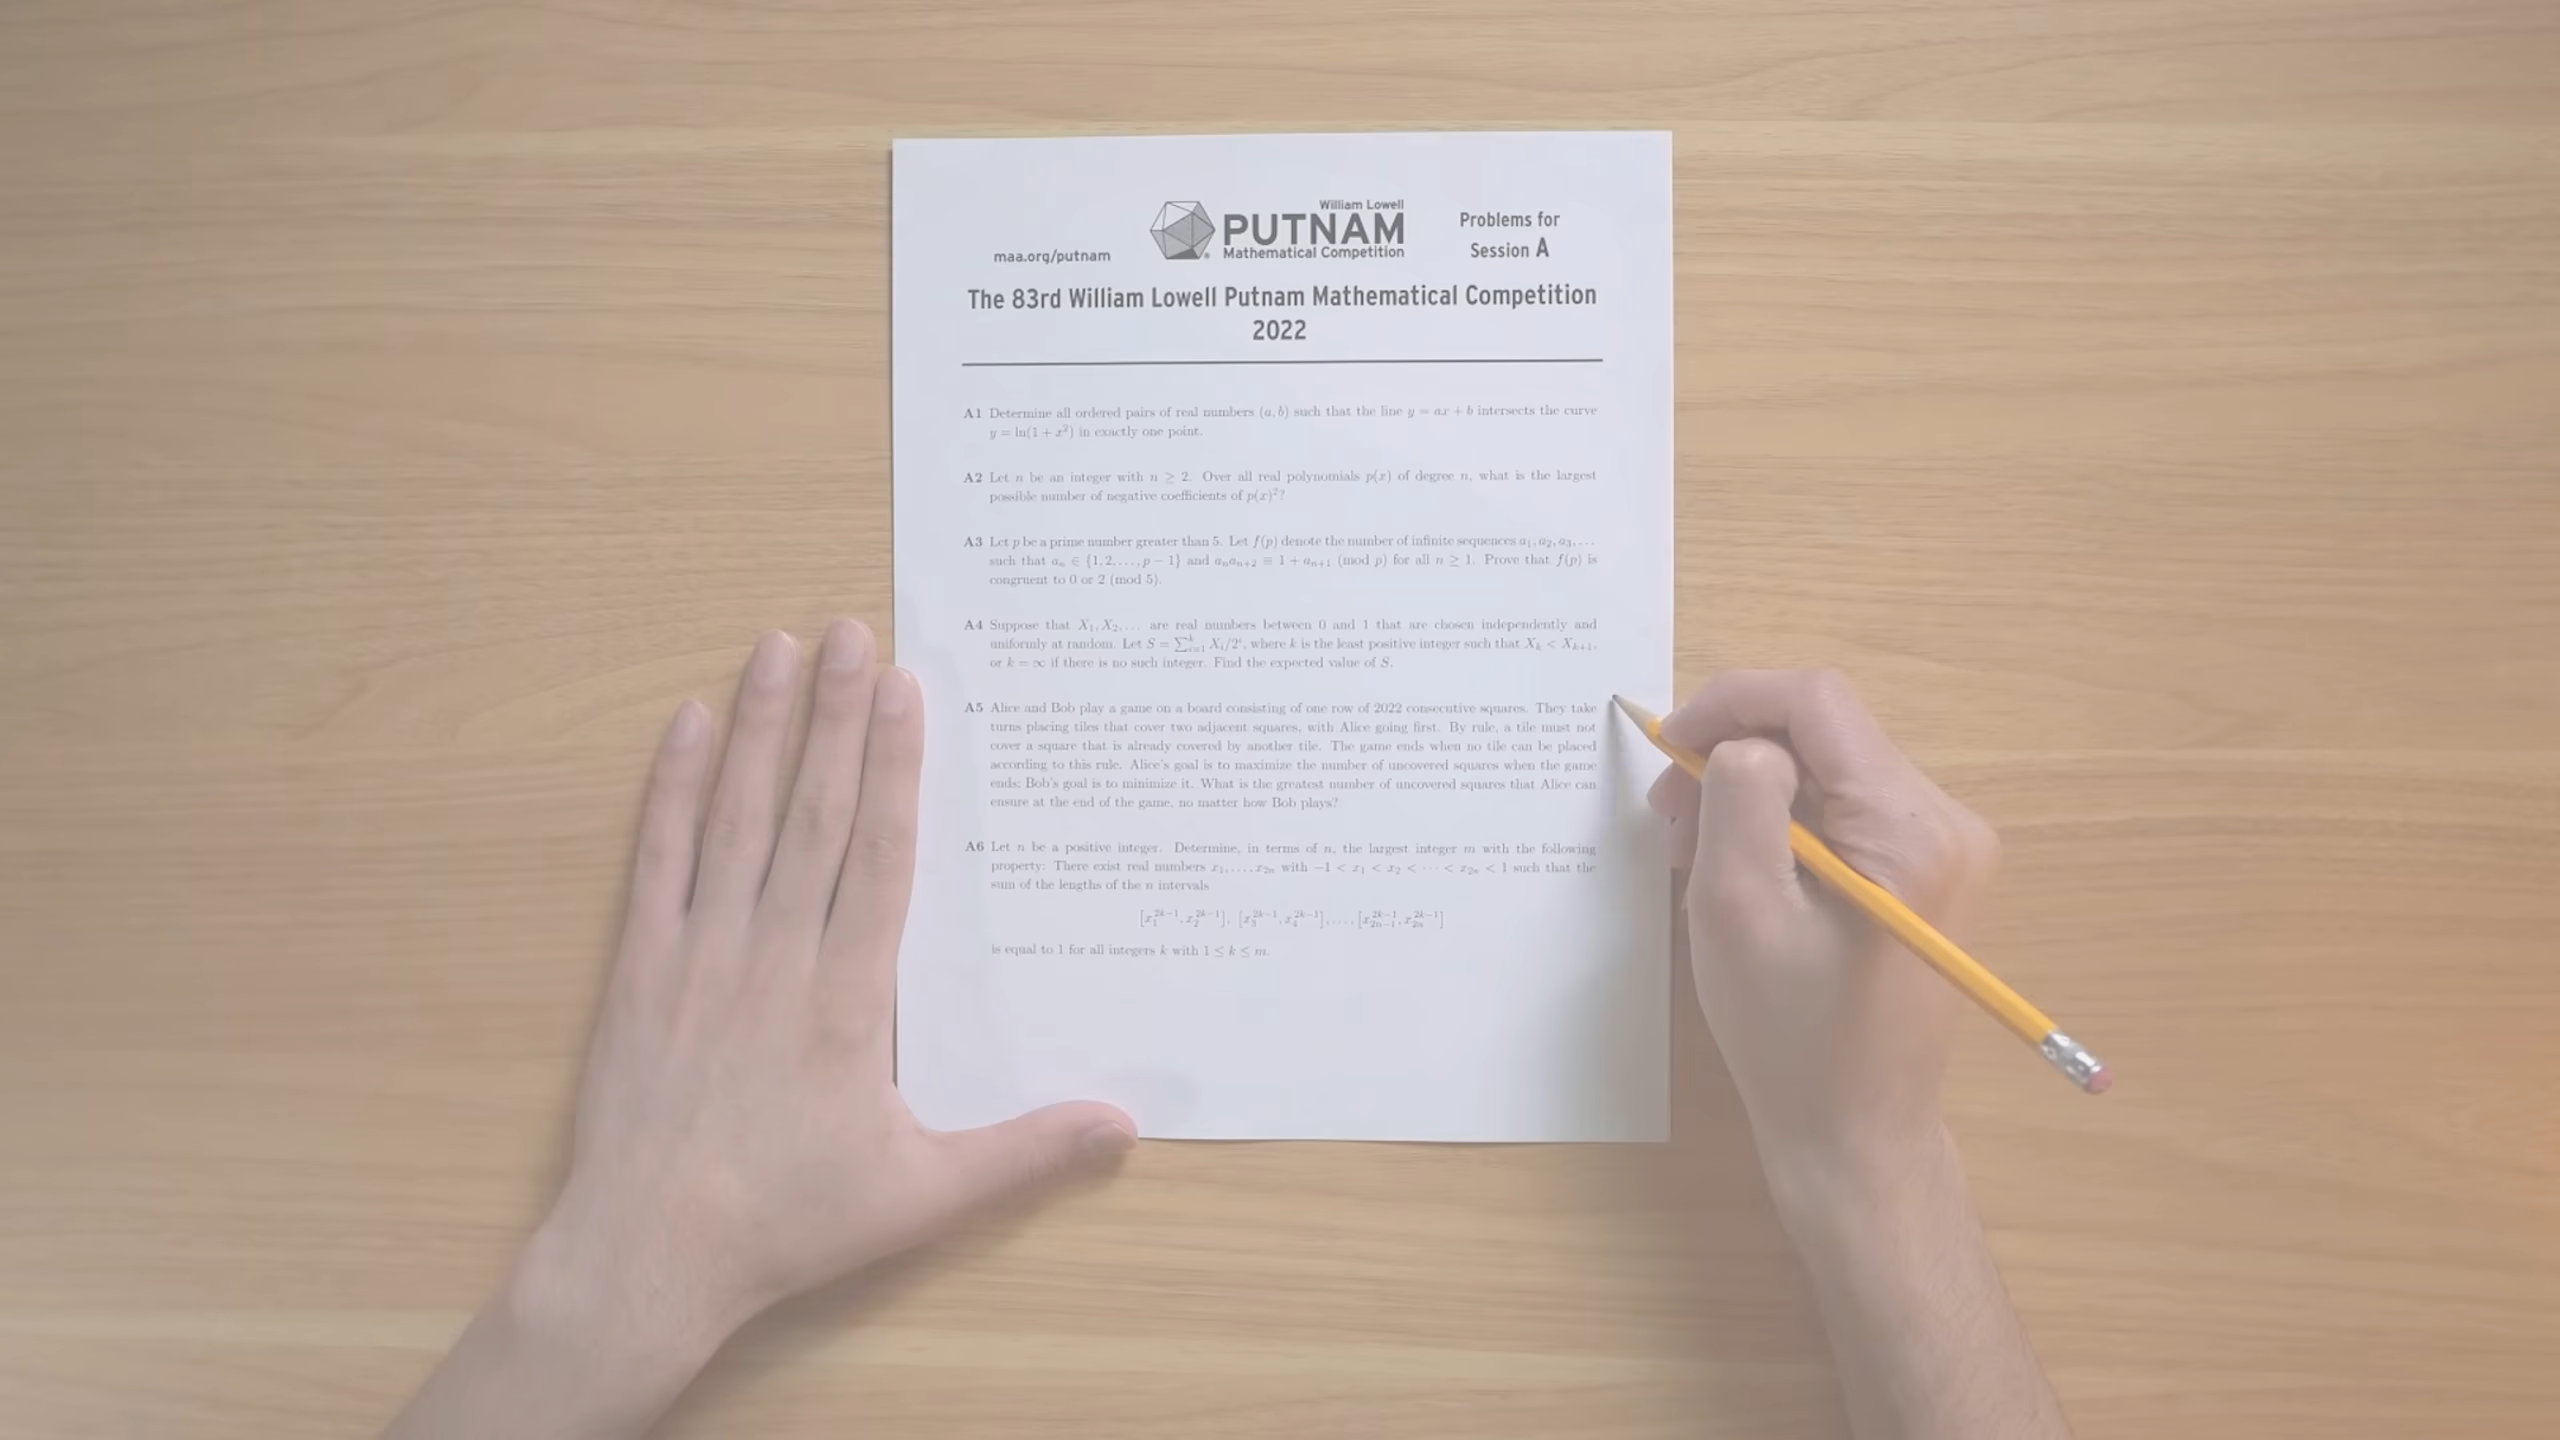 William Lowell
PUTNAM
Mathematical Competition
maa.org/putnam
Problems for
Session A
The 83rd William Lowell Putnam Mathematical Competition
2022
A1 Determine all ordered pairs of real numbers (a, b) such that the line y = ax + b intersects the curve
y = ln(1 + x²) in exactly one point.
A2 Let n be an integer with n ≥ 2. Over all real polynomials p(x) of degree n, what is the largest
possible number of negative coefficients of p(x)²?
A3 Let p be a prime number greater than 5. Let f(p) denote the number of infinite sequences a₁, a₂, a₃, . . .
such that aₙ ∈ {1, 2, . . . , p − 1} and aₙaₙ₊₂ ≡ 1 + aₙ₊₁ (mod p) for all n ≥ 1. Prove that f(p) is
congruent to 0 or 2 (mod 5).
A4 Suppose that X₁, X₂, . . . are real numbers between 0 and 1 that are chosen independently and
uniformly at random. Let S = ∑ᵢ₌₁ᵏ Xᵢ/2ⁱ, where k is the least positive integer such that Xₖ < Xₖ₊₁,
or k = ∞ if there is no such integer. Find the expected value of S.
A5 Alice and Bob play a game on a board consisting of one row of 2022 consecutive squares. They take
turns placing tiles that cover two adjacent squares, with Alice going first. By rule, a tile must not
cover a square that is already covered by another tile. The game ends when no tile can be placed
according to this rule. Alice's goal is to maximize the number of uncovered squares when the game
ends; Bob's goal is to minimize it. What is the greatest number of uncovered squares that Alice can
ensure at the end of the game, no matter how Bob plays?
A6 Let n be a positive integer. Determine, in terms of n, the largest integer m with the following
property: There exist real numbers x₁, . . . , x₂ₙ with −1 < x₁ < x₂ < · · · < x₂ₙ < 1 such that the
sum of the lengths of the n intervals
[x₁²ᵏ⁻¹, x₂²ᵏ⁻¹], [x₃²ᵏ⁻¹, x₄²ᵏ⁻¹], . . . , [x₂ₙ₋₁²ᵏ⁻¹, x₂ₙ²ᵏ⁻¹]
is equal to 1 for all integers k with 1 ≤ k ≤ m.